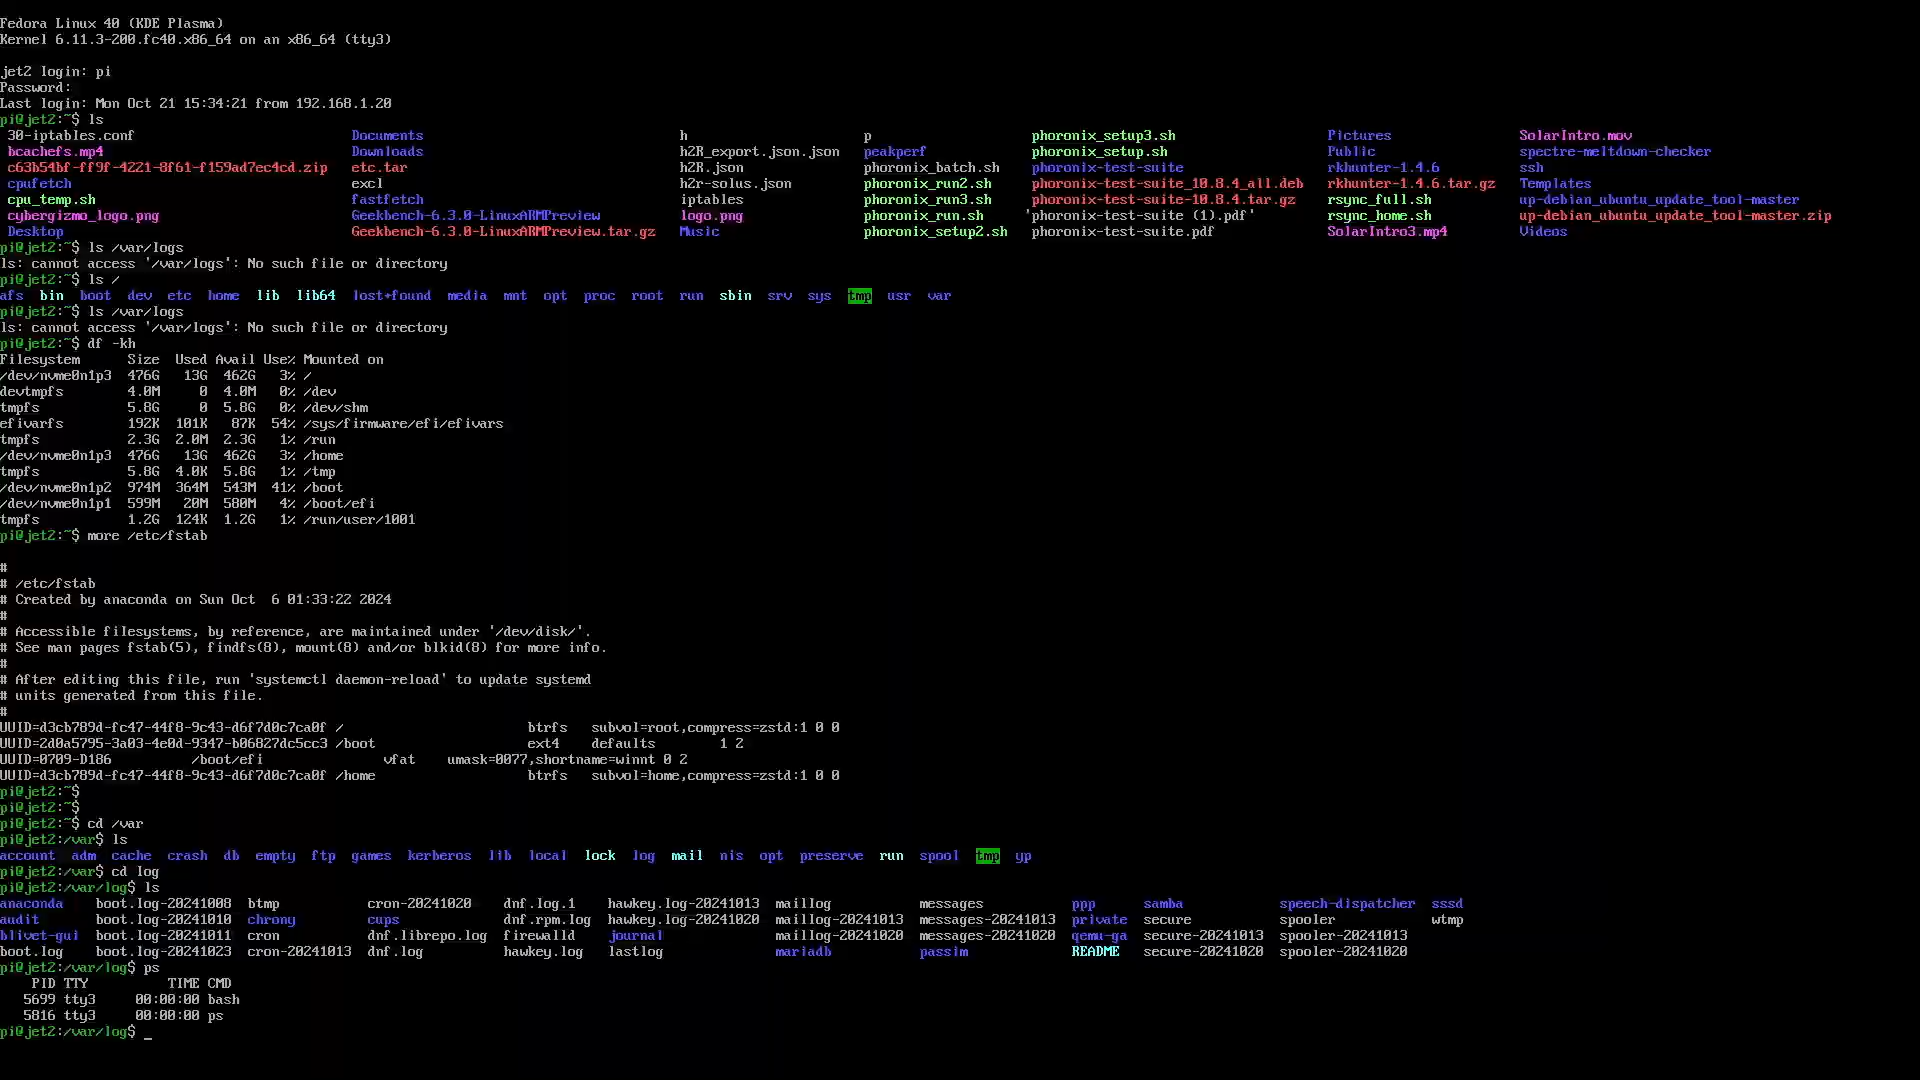 Fedora Linux 40 (KDE Plasma)
Kernel 6.11.3-200.fc40.x86_64 on an x86_64 (tty3)
jet2 login: pi
Password:
Last login: Mon Oct 21 15:34:21 from 192.168.1.20
pi@jet2:~$ ls
30-iptables.conf Documents h p phoronix_setup3.sh Pictures SolarIntro.mov
bcachefs.mp4 Downloads h2R_export.json.json peakperf phoronix_setup.sh Public spectre-meltdown-checker
c63b54bf-ff9f-4221-8f61-f159ad7ec4cd.zip etc.tar h2R.json phoronix_batch.sh phoronix-test-suite rkhunter-1.4.6 ssh
cpufetch excl h2r-solus.json phoronix_run2.sh phoronix-test-suite_10.8.4_all.deb rkhunter-1.4.6.tar.gz Templates
cpu_temp.sh fastfetch iptables phoronix_run3.sh phoronix-test-suite-10.8.4.tar.gz rsync_full.sh up-debian_ubuntu_update_tool-master
cybergizmo_logo.png Geekbench-6.3.0-LinuxARMPreview logo.png phoronix_run.sh 'phoronix-test-suite (1).pdf' rsync_home.sh up-debian_ubuntu_update_tool-master.zip
Desktop Geekbench-6.3.0-LinuxARMPreview.tar.gz Music phoronix_setup2.sh phoronix-test-suite.pdf SolarIntro3.mp4 Videos
pi@jet2:~$ ls /var/logs
ls: cannot access '/var/logs': No such file or directory
pi@jet2:~$ ls /
afs bin boot dev etc home lib lib64 lost+found media mnt opt proc root run sbin srv sys tmp usr var
pi@jet2:~$ ls /var/logs
ls: cannot access '/var/logs': No such file or directory
pi@jet2:~$ df -kh
Filesystem Size Used Avail Use% Mounted on
/dev/nvme0n1p3 476G 13G 462G 3% /
devtmpfs 4.0M 0 4.0M 0% /dev
tmpfs 5.8G 0 5.8G 0% /dev/shm
efivarfs 192K 101K 87K 54% /sys/firmware/efi/efivars
tmpfs 2.3G 2.0M 2.3G 1% /run
/dev/nvme0n1p3 476G 13G 462G 3% /home
tmpfs 5.8G 4.0K 5.8G 1% /tmp
/dev/nvme0n1p2 974M 364M 543M 41% /boot
/dev/nvme0n1p1 599M 20M 580M 4% /boot/efi
tmpfs 1.2G 124K 1.2G 1% /run/user/1001
pi@jet2:~$ more /etc/fstab
#
# /etc/fstab
# Created by anaconda on Sun Oct  6 01:33:22 2024
#
# Accessible filesystems, by reference, are maintained under '/dev/disk/'.
# See man pages fstab(5), findfs(8), mount(8) and/or blkid(8) for more info.
#
# After editing this file, run 'systemctl daemon-reload' to update systemd
# units generated from this file.
#
UUID=d3cb789d-fc47-44f8-9c43-d6f7d0c7ca0f / btrfs subvol=root,compress=zstd:1 0 0
UUID=2d0a5795-3a03-4e0d-9347-b06827dc5cc3 /boot ext4 defaults 1 2
UUID=0709-D186 /boot/efi vfat umask=0077,shortname=winnt 0 2
UUID=d3cb789d-fc47-44f8-9c43-d6f7d0c7ca0f /home btrfs subvol=home,compress=zstd:1 0 0
pi@jet2:~$
pi@jet2:~$
pi@jet2:~$ cd /var
pi@jet2:/var$ ls
account adm cache crash db empty ftp games kerberos lib local lock log mail nis opt preserve run spool tmp yp
pi@jet2:/var$ cd log
pi@jet2:/var/log$ ls
anaconda boot.log-20241008 btmp cron-20241020 dnf.log.1 hawkey.log-20241013 maillog messages ppp samba speech-dispatcher sssd
audit boot.log-20241010 chrony cups dnf.rpm.log hawkey.log-20241020 maillog-20241013 messages-20241013 private secure spooler wtmp
blivet-gui boot.log-20241011 cron dnf.librepo.log firewalld journal maillog-20241020 messages-20241020 qemu-ga secure-20241013 spooler-20241013
boot.log boot.log-20241023 cron-20241013 dnf.log hawkey.log lastlog mariadb passim README secure-20241020 spooler-20241020
pi@jet2:/var/log$ ps
PID TTY TIME CMD
5699 tty3 00:00:00 bash
5816 tty3 00:00:00 ps
pi@jet2:/var/log$ _